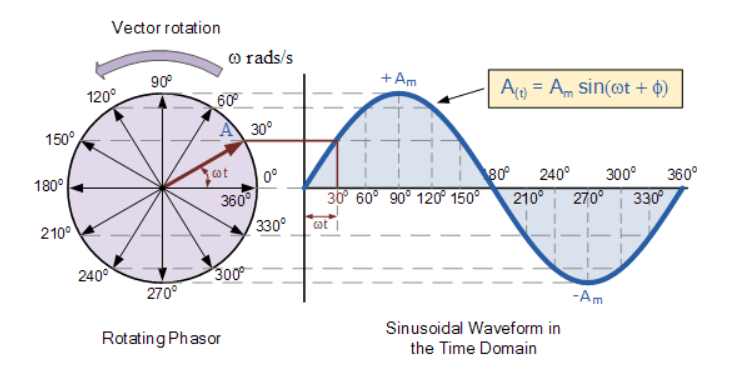 Vector rotation
ω rads/s
90° +Am
120° 60° A(t) = Am sin(ωt + ϕ)
150° A 30°
ωt
180° 0° 180° 240° 300° 360°
360° 30° 60° 90° 120° 150° 210° 270° 330°
210° 330° ωt
240° 300°
270° -Am
Rotating Phasor
Sinusoidal Waveform in
the Time Domain